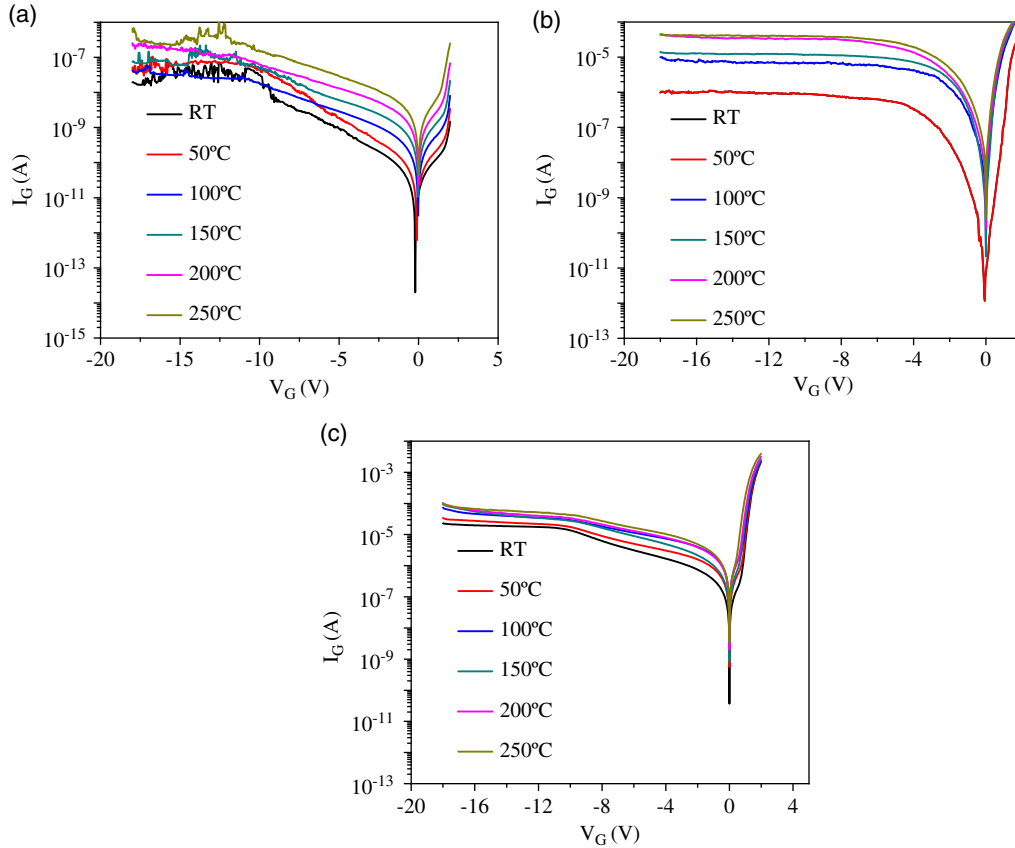 (a)
10⁻⁷
10⁻⁹
10⁻¹¹
10⁻¹³
10⁻¹⁵
I_G (A)
RT
50ºC
100ºC
150ºC
200ºC
250ºC
-20 -15 -10 -5 0 5
V_G (V)
(b)
10⁻⁵
10⁻⁷
10⁻⁹
10⁻¹¹
10⁻¹³
I_G (A)
RT
50ºC
100ºC
150ºC
200ºC
250ºC
-20 -16 -12 -8 -4 0
V_G (V)
(c)
10⁻³
10⁻⁵
10⁻⁷
10⁻⁹
10⁻¹¹
10⁻¹³
I_G (A)
RT
50ºC
100ºC
150ºC
200ºC
250ºC
-20 -16 -12 -8 -4 0 4
V_G (V)